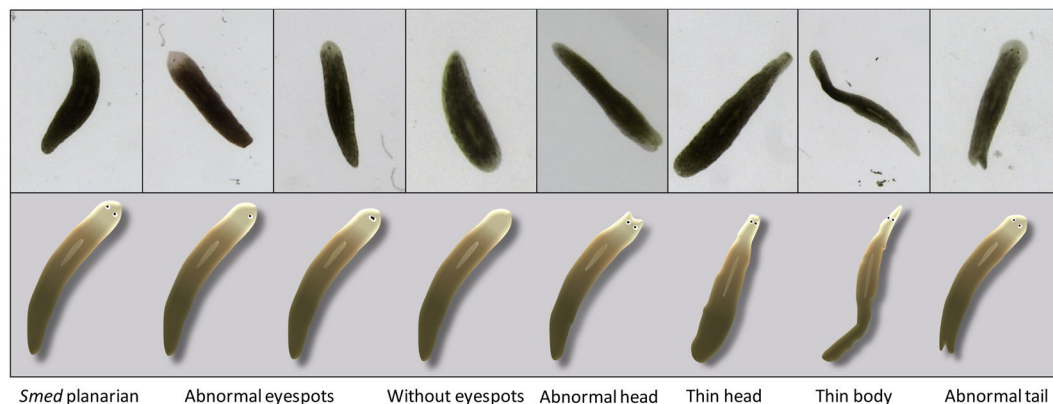 Smed planarian
Abnormal eyespots
Without eyespots
Abnormal head
Thin head
Thin body
Abnormal tail